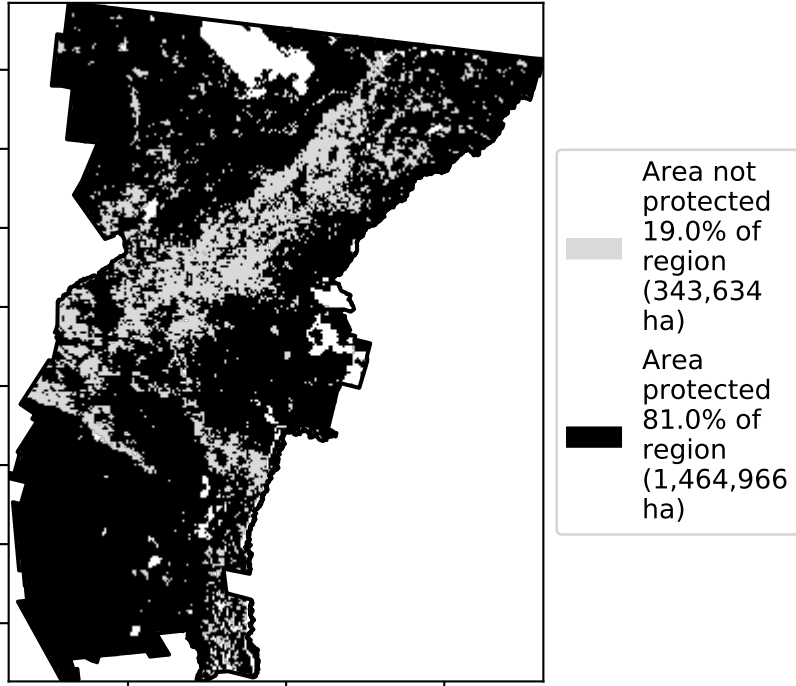 Area not
protected
19.0% of
region
(343,634
ha)
Area
protected
81.0% of
region
(1,464,966
ha)